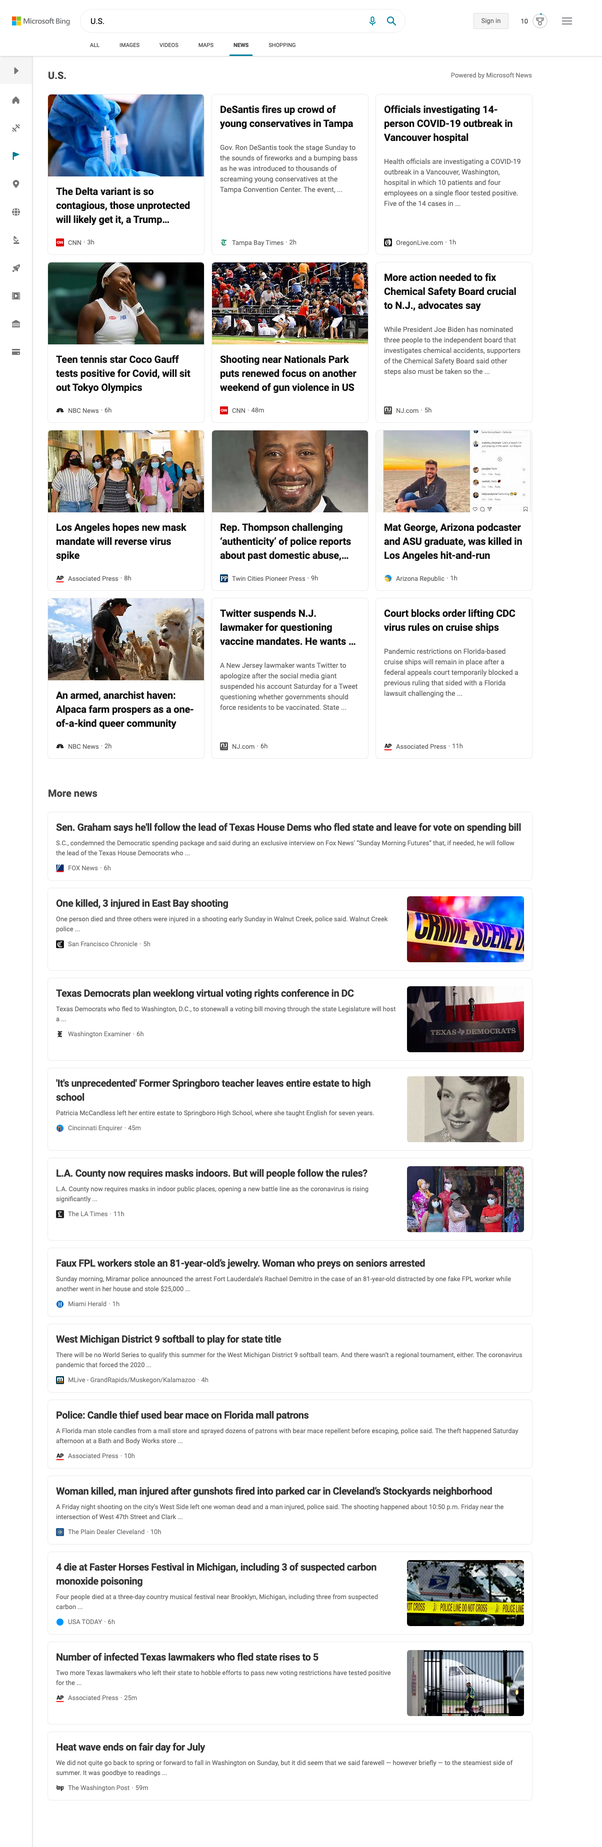 Microsoft Bing
U.S.
Sign in
10
ALL
IMAGES
VIDEOS
MAPS
NEWS
SHOPPING
U.S.
Powered by Microsoft News
The Delta variant is so
contagious, those unprotected
will likely get it, a Trump...
CNN · 3h
DeSantis fires up crowd of
young conservatives in Tampa
Gov. Ron DeSantis took the stage Sunday to
the sounds of fireworks and a bumping bass
as he was introduced to thousands of
screaming young conservatives at the
Tampa Convention Center. The event, ...
Tampa Bay Times · 2h
Officials investigating 14-
person COVID-19 outbreak in
Vancouver hospital
Health officials are investigating a COVID-19
outbreak in a Vancouver, Washington,
hospital in which 10 patients and four
employees on a single floor tested positive.
Five of the 14 cases in ...
OregonLive.com · 1h
Teen tennis star Coco Gauff
tests positive for Covid, will sit
out Tokyo Olympics
NBC News · 6h
Shooting near Nationals Park
puts renewed focus on another
weekend of gun violence in US
CNN · 48m
More action needed to fix
Chemical Safety Board crucial
to N.J., advocates say
While President Joe Biden has nominated
three people to the independent board that
investigates chemical accidents, supporters
of the Chemical Safety Board said other
steps also must be taken so the ...
NJ.com · 5h
Los Angeles hopes new mask
mandate will reverse virus
spike
AP Associated Press · 8h
Rep. Thompson challenging
'authenticity' of police reports
about past domestic abuse,...
Twin Cities Pioneer Press · 9h
Mat George, Arizona podcaster
and ASU graduate, was killed in
Los Angeles hit-and-run
Arizona Republic · 1h
An armed, anarchist haven:
Alpaca farm prospers as a one-
of-a-kind queer community
NBC News · 2h
Twitter suspends N.J.
lawmaker for questioning
vaccine mandates. He wants ...
A New Jersey lawmaker wants Twitter to
apologize after the social media giant
suspended his account Saturday for a Tweet
questioning whether governments should
force residents to be vaccinated. State ...
NJ.com · 6h
Court blocks order lifting CDC
virus rules on cruise ships
Pandemic restrictions on Florida-based
cruise ships will remain in place after a
federal appeals court temporarily blocked a
previous ruling that sided with a Florida
lawsuit challenging the ...
AP Associated Press · 11h
More news
Sen. Graham says he'll follow the lead of Texas House Dems who fled state and leave for vote on spending bill
S.C., condemned the Democratic spending package and said during an exclusive interview on Fox News' "Sunday Morning Futures" that, if needed, he will follow
the lead of the Texas House Democrats who ...
FOX News · 6h
One killed, 3 injured in East Bay shooting
One person died and three others were injured in a shooting early Sunday in Walnut Creek, police said. Walnut Creek
police ...
San Francisco Chronicle · 5h
CRIME SCENE D
Texas Democrats plan weeklong virtual voting rights conference in DC
Texas Democrats who fled to Washington, D.C., to stonewall a voting bill moving through the state Legislature will host
a ...
Washington Examiner · 6h
TEXAS DEMOCRATS
'It's unprecedented' Former Springboro teacher leaves entire estate to high
school
Patricia McCandless left her entire estate to Springboro High School, where she taught English for seven years.
Cincinnati Enquirer · 45m
L.A. County now requires masks indoors. But will people follow the rules?
L.A. County now requires masks in indoor public places, opening a new battle line as the coronavirus is rising
significantly ...
The LA Times · 11h
Faux FPL workers stole an 81-year-old's jewelry. Woman who preys on seniors arrested
Sunday morning, Miramar police announced the arrest Fort Lauderdale's Rachael Demitro in the case of an 81-year-old distracted by one fake FPL worker while
another went in her house and stole $25,000 ...
Miami Herald · 1h
West Michigan District 9 softball to play for state title
There will be no World Series to qualify this summer for the West Michigan District 9 softball team. And there wasn't a regional tournament, either. The coronavirus
pandemic that forced the 2020 ...
MLive - GrandRapids/Muskegon/Kalamazoo · 4h
Police: Candle thief used bear mace on Florida mall patrons
A Florida man stole candles from a mall store and sprayed dozens of patrons with bear mace repellent before escaping, police said. The theft happened Saturday
afternoon at a Bath and Body Works store ...
AP Associated Press · 10h
Woman killed, man injured after gunshots fired into parked car in Cleveland's Stockyards neighborhood
A Friday night shooting on the city's West Side left one woman dead and a man injured, police said. The shooting happened about 10:50 p.m. Friday near the
intersection of West 47th Street and Clark ...
The Plain Dealer Cleveland · 10h
4 die at Faster Horses Festival in Michigan, including 3 of suspected carbon
monoxide poisoning
Four people died at a three-day country musical festival near Brooklyn, Michigan, including three from suspected
carbon ...
USA TODAY · 6h
NOT CROSS POLICE LINE DO NOT CROSS POLICE LINE
Number of infected Texas lawmakers who fled state rises to 5
Two more Texas lawmakers who left their state to hobble efforts to pass new voting restrictions have tested positive
for the ...
AP Associated Press · 25m
Heat wave ends on fair day for July
We did not quite go back to spring or forward to fall in Washington on Sunday, but it did seem that we said farewell — however briefly — to the steamiest side of
summer. It was goodbye to readings ...
wp The Washington Post · 59m